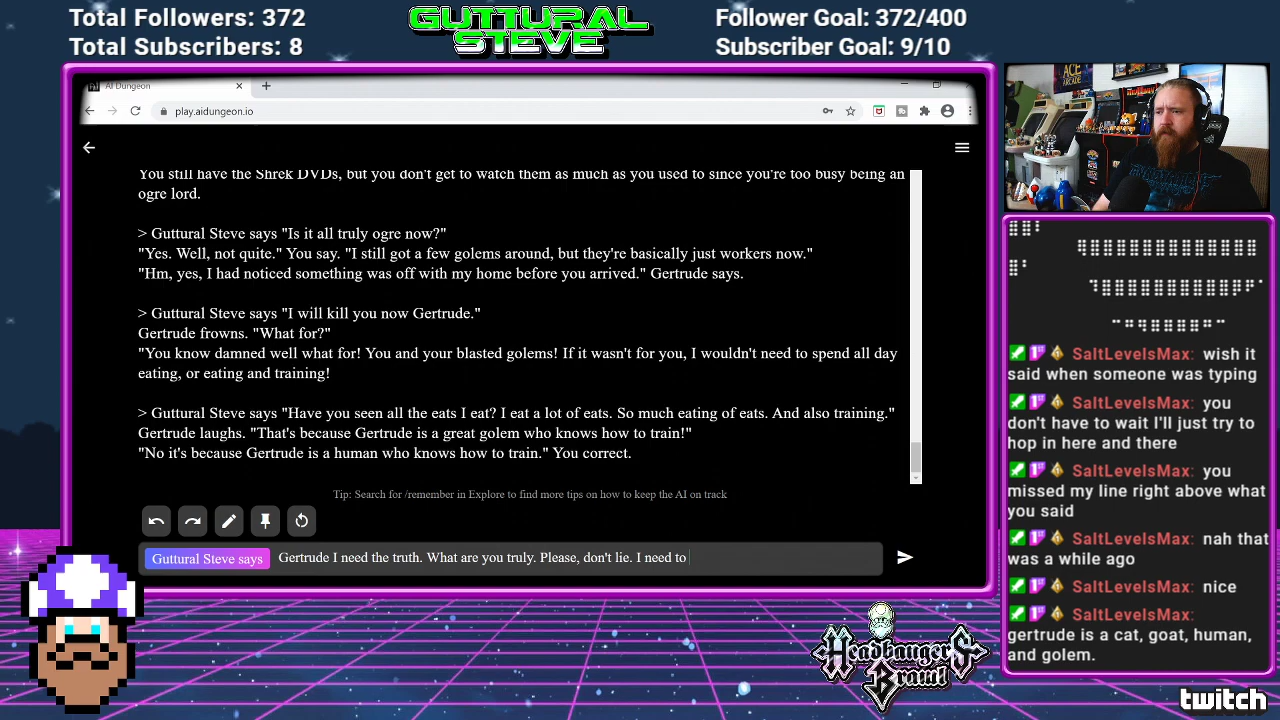 Total Followers: 372
Total Subscribers: 8
GUTTURAL
STEVE
Follower Goal: 372/400
Subscriber Goal: 9/10
AI Dungeon
play.aidungeon.io
You still have the Shrek DVDs, but you don't get to watch them as much as you used to since you're too busy being an
ogre lord.
> Guttural Steve says "Is it all truly ogre now?"
"Yes. Well, not quite." You say. "I still got a few golems around, but they're basically just workers now."
"Hm, yes, I had noticed something was off with my home before you arrived." Gertrude says.
> Guttural Steve says "I will kill you now Gertrude."
Gertrude frowns. "What for?"
"You know damned well what for! You and your blasted golems! If it wasn't for you, I wouldn't need to spend all day
eating, or eating and training!
> Guttural Steve says "Have you seen all the eats I eat? I eat a lot of eats. So much eating of eats. And also training."
Gertrude laughs. "That's because Gertrude is a great golem who knows how to train!"
"No it's because Gertrude is a human who knows how to train." You correct.
Tip: Search for /remember in Explore to find more tips on how to keep the AI on track
Guttural Steve says Gertrude I need the truth. What are you truly. Please, don't lie. I need to
ACE
ARCADE
SaltLevelsMax: wish it
said when someone was typing
SaltLevelsMax: you
don't have to wait I'll just try to
hop in here and there
SaltLevelsMax: you
missed my line right above what
you said
SaltLevelsMax: nah that
was a while ago
SaltLevelsMax: nice
SaltLevelsMax:
gertrude is a cat, goat, human,
and golem.
Headbangers
Brawl
twitch